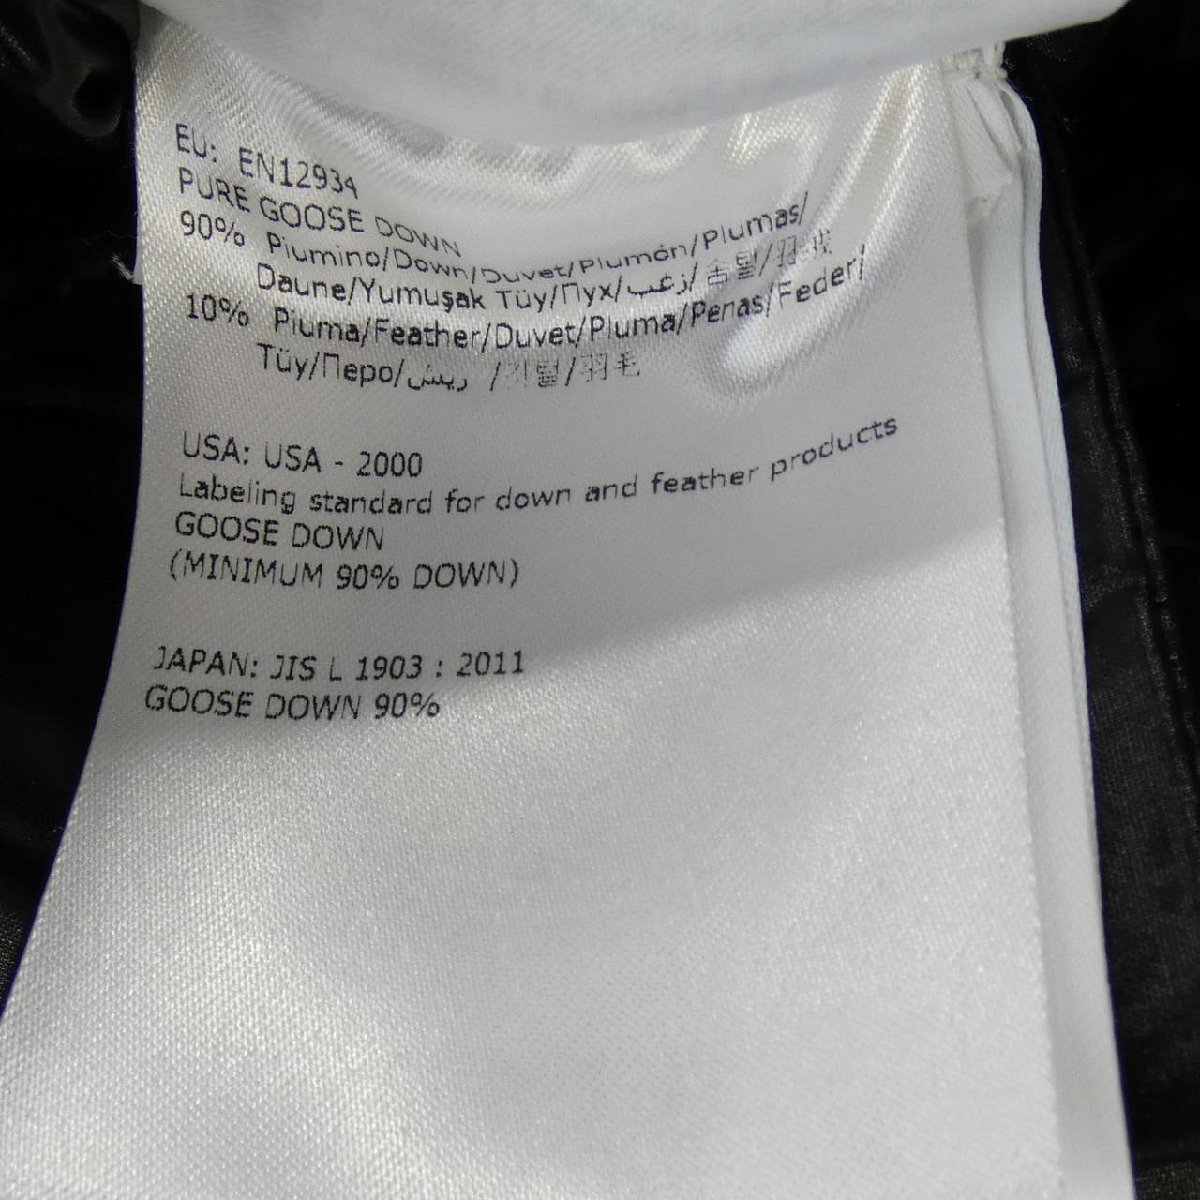 EU: EN12934
PURE GOOSE DOWN
90% Piumino/Down/Duvet/Plumón/Plumas/
Daune/Yumuşak Tüy/Пух/زغب/솜털/羽绒
10% Piuma/Feather/Duvet/Pluma/Penas/Feder/
Tüy/Перо/ريش /깃털/羽毛
USA: USA - 2000
Labeling standard for down and feather products
GOOSE DOWN
(MINIMUM 90% DOWN)
JAPAN: JIS L 1903 : 2011
GOOSE DOWN 90%